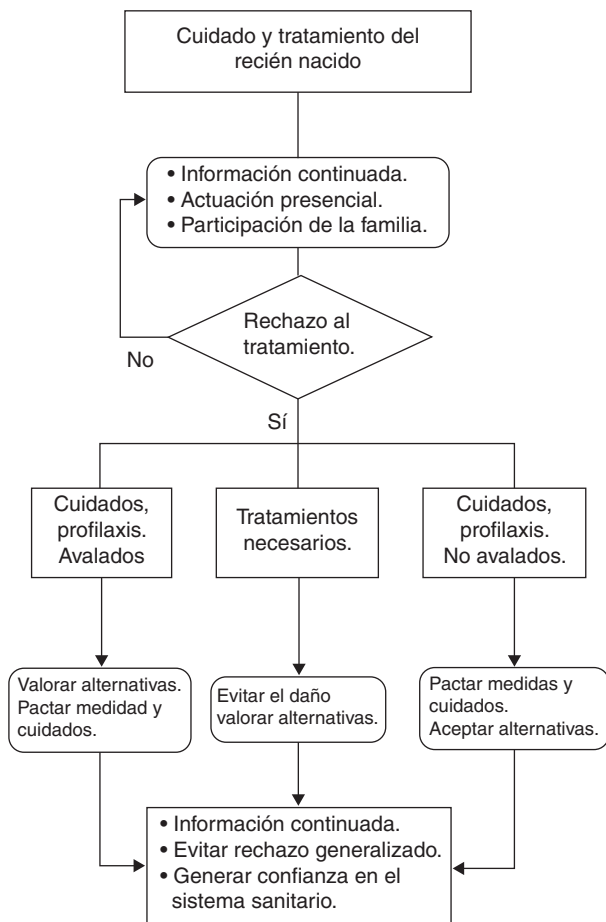 Cuidado y tratamiento del
recién nacido
• Información continuada.
• Actuación presencial.
• Participación de la familia.
Rechazo al
tratamiento.
No
Sí
Cuidados,
profilaxis.
Avalados
Tratamientos
necesarios.
Cuidados,
profilaxis.
No avalados.
Valorar alternativas.
Pactar medidad y
cuidados.
Evitar el daño
valorar alternativas.
Pactar medidas y
cuidados.
Aceptar alternativas.
• Información continuada.
• Evitar rechazo generalizado.
• Generar confianza en el
sistema sanitario.